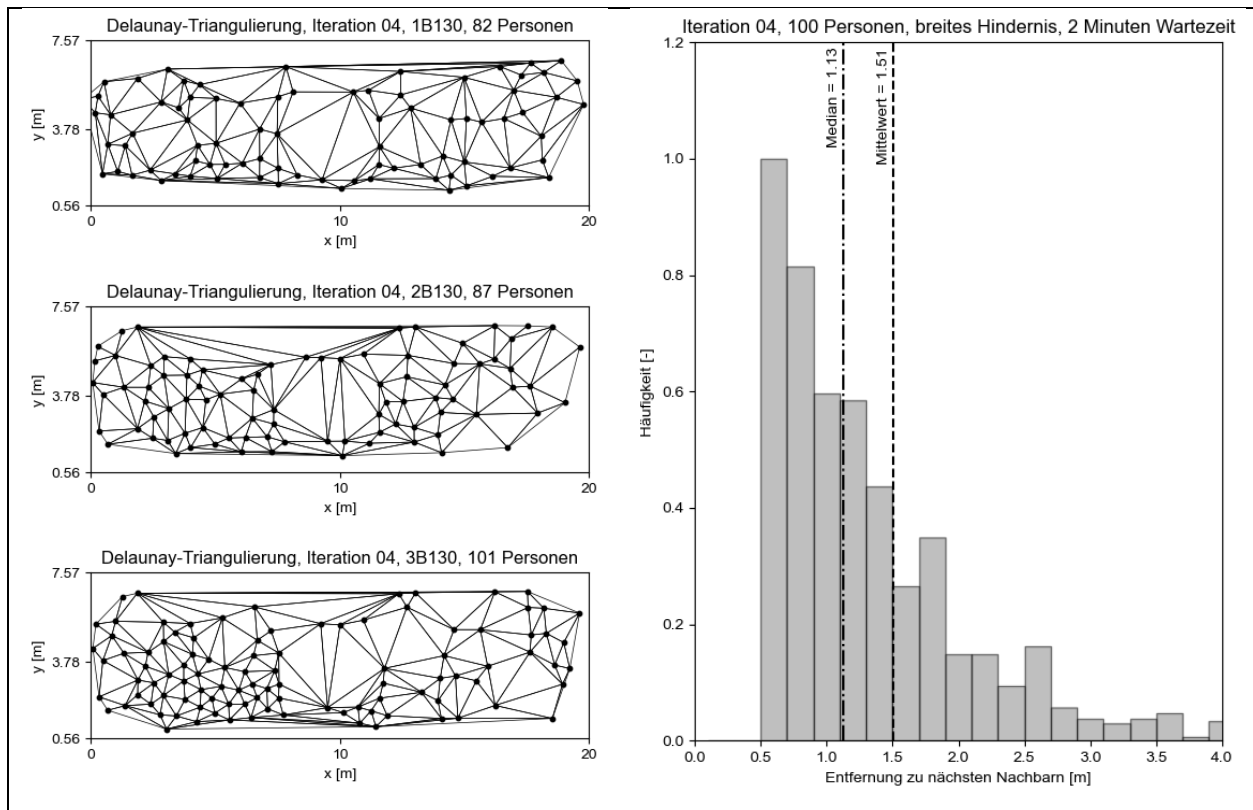 Delaunay-Triangulierung, Iteration 04, 1B130, 82 Personen
7.57
y [m]
3.78
0.56
0
10
20
x [m]
Delaunay-Triangulierung, Iteration 04, 2B130, 87 Personen
7.57
y [m]
3.78
0.56
0
10
20
x [m]
Delaunay-Triangulierung, Iteration 04, 3B130, 101 Personen
7.57
y [m]
3.78
0.56
0
10
20
x [m]
Iteration 04, 100 Personen, breites Hindernis, 2 Minuten Wartezeit
1.2
1.0
0.8
0.6
0.4
0.2
0.0
Häufigkeit [-]
Median = 1.13
Mittelwert = 1.51
0.0
0.5
1.0
1.5
2.0
2.5
3.0
3.5
4.0
Entfernung zu nächsten Nachbarn [m]